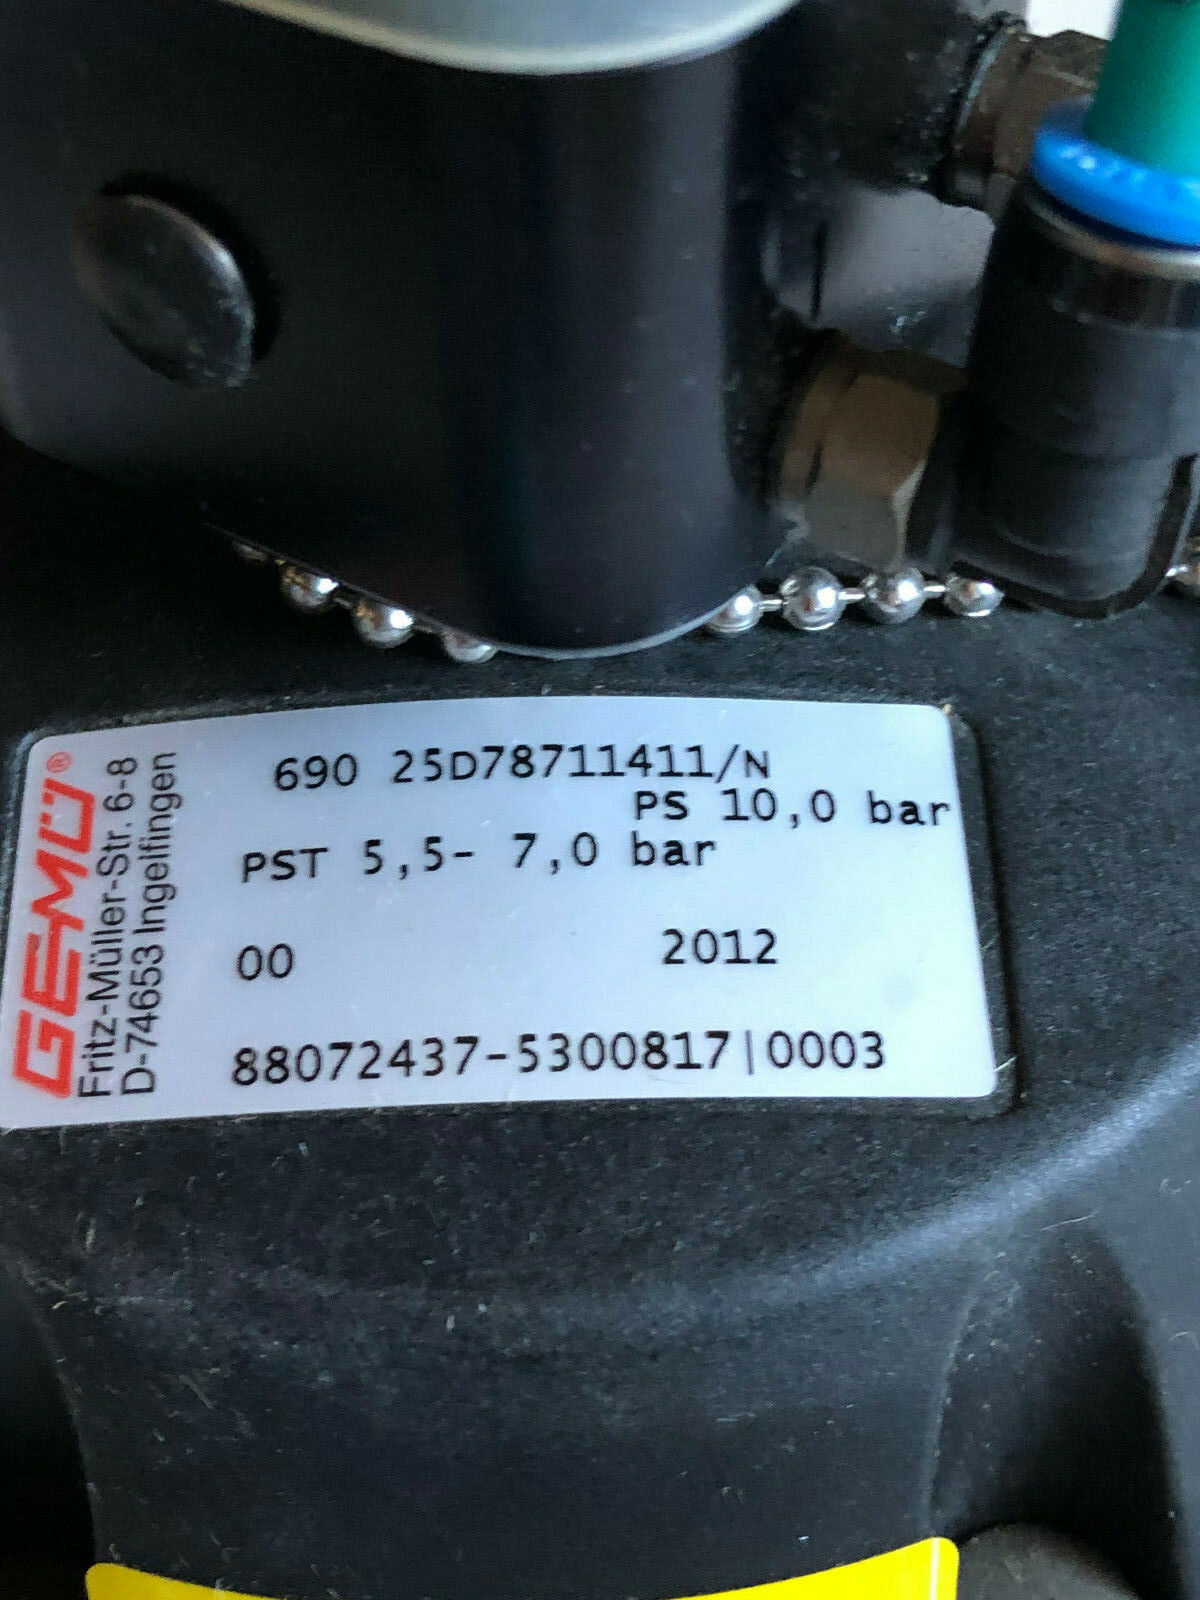 GEMÜ®
Fritz-Müller-Str. 6-8
D-74653 Ingelfingen
690 25D78711411/N
PS 10,0 bar
PST 5,5- 7,0 bar
00 2012
88072437-5300817|0003